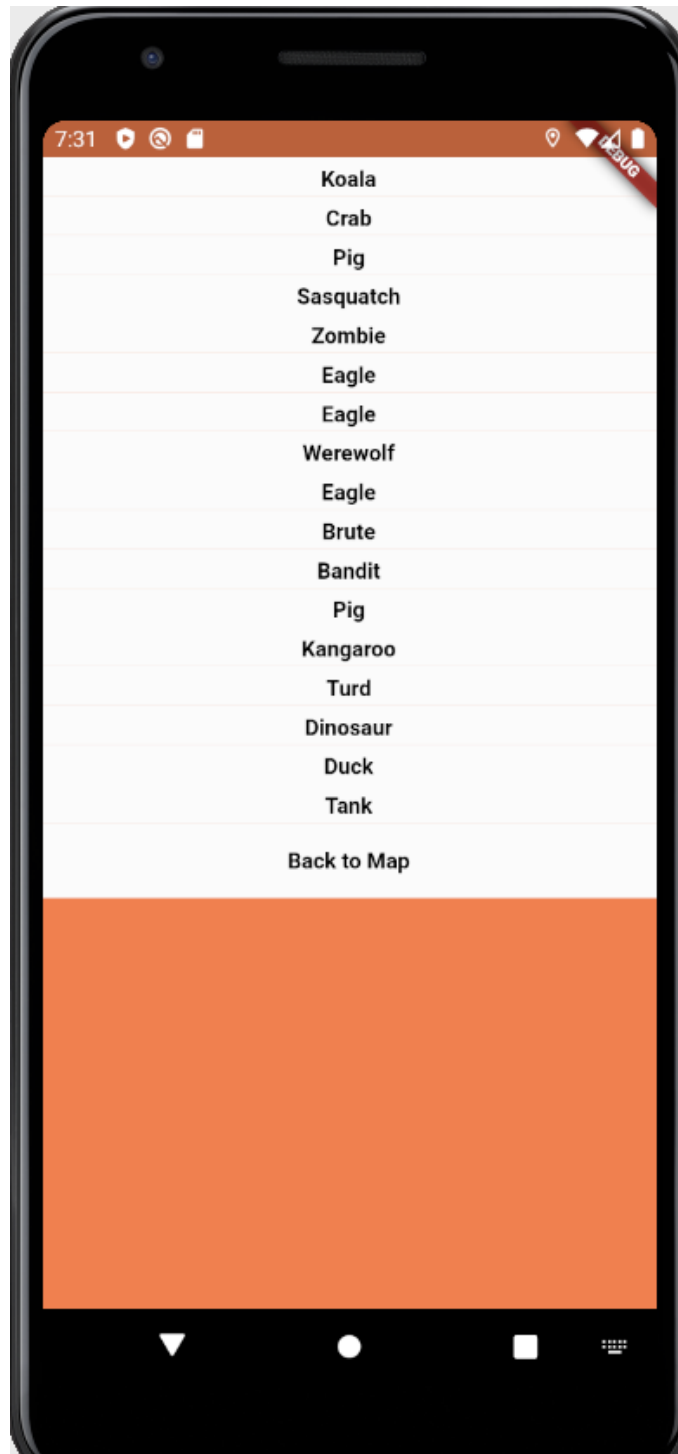 7:31
DEBUG
Koala
Crab
Pig
Sasquatch
Zombie
Eagle
Eagle
Werewolf
Eagle
Brute
Bandit
Pig
Kangaroo
Turd
Dinosaur
Duck
Tank
Back to Map